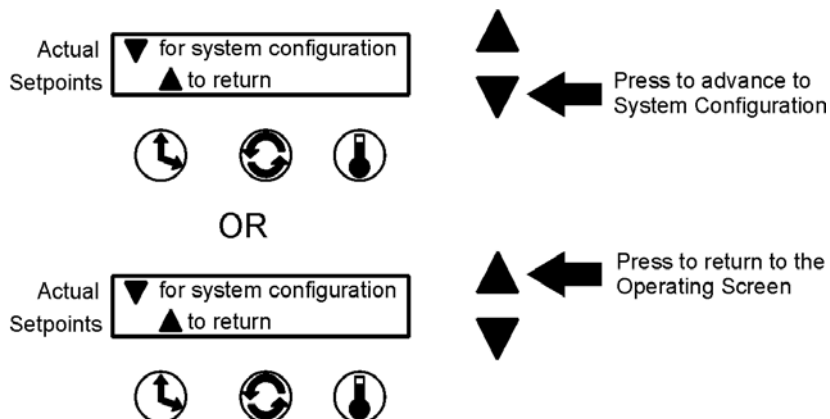 Actual
Setpoints
▼ for system configuration
▲ to return
Press to advance to
System Configuration
OR
Actual
Setpoints
▼ for system configuration
▲ to return
Press to return to the
Operating Screen